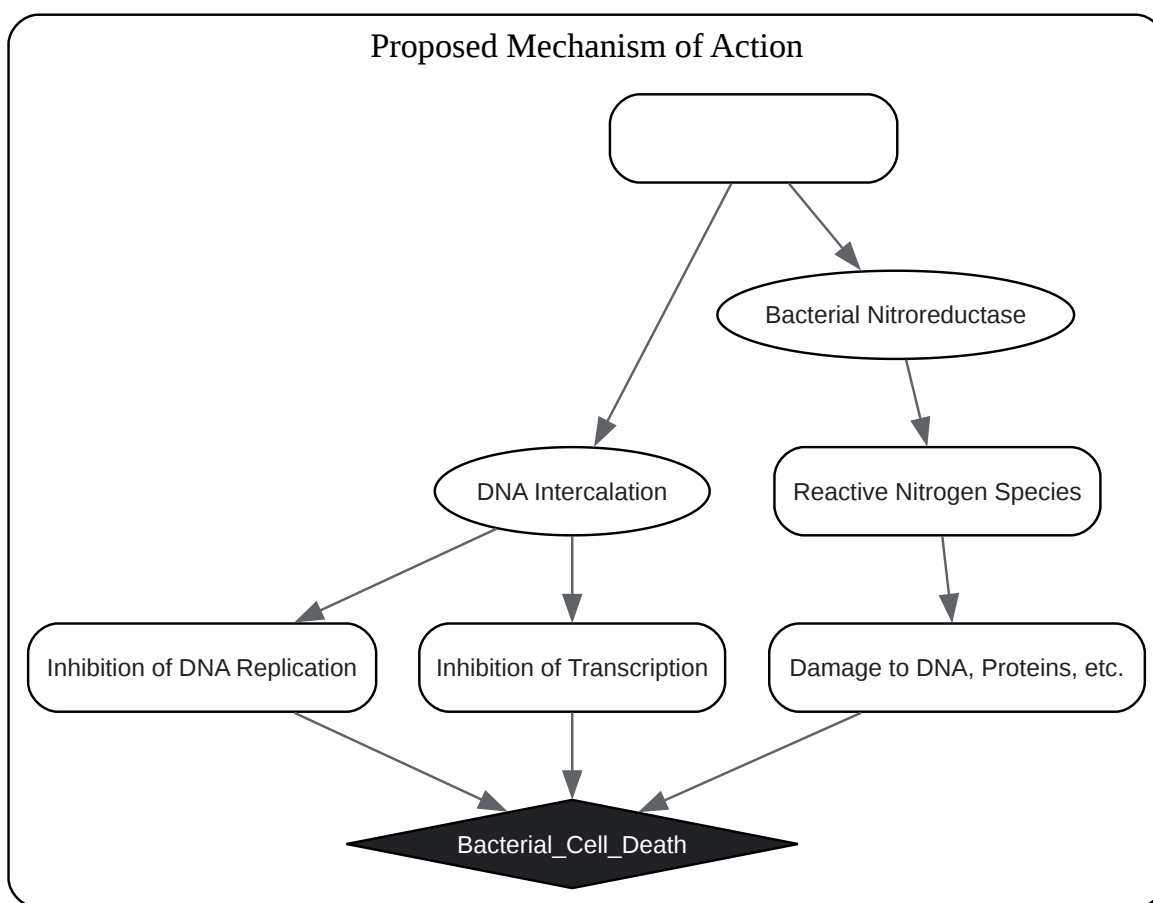 Proposed Mechanism of Action
Bacterial Nitroreductase
DNA Intercalation
Reactive Nitrogen Species
Inhibition of DNA Replication
Inhibition of Transcription
Damage to DNA, Proteins, etc.
Bacterial_Cell_Death